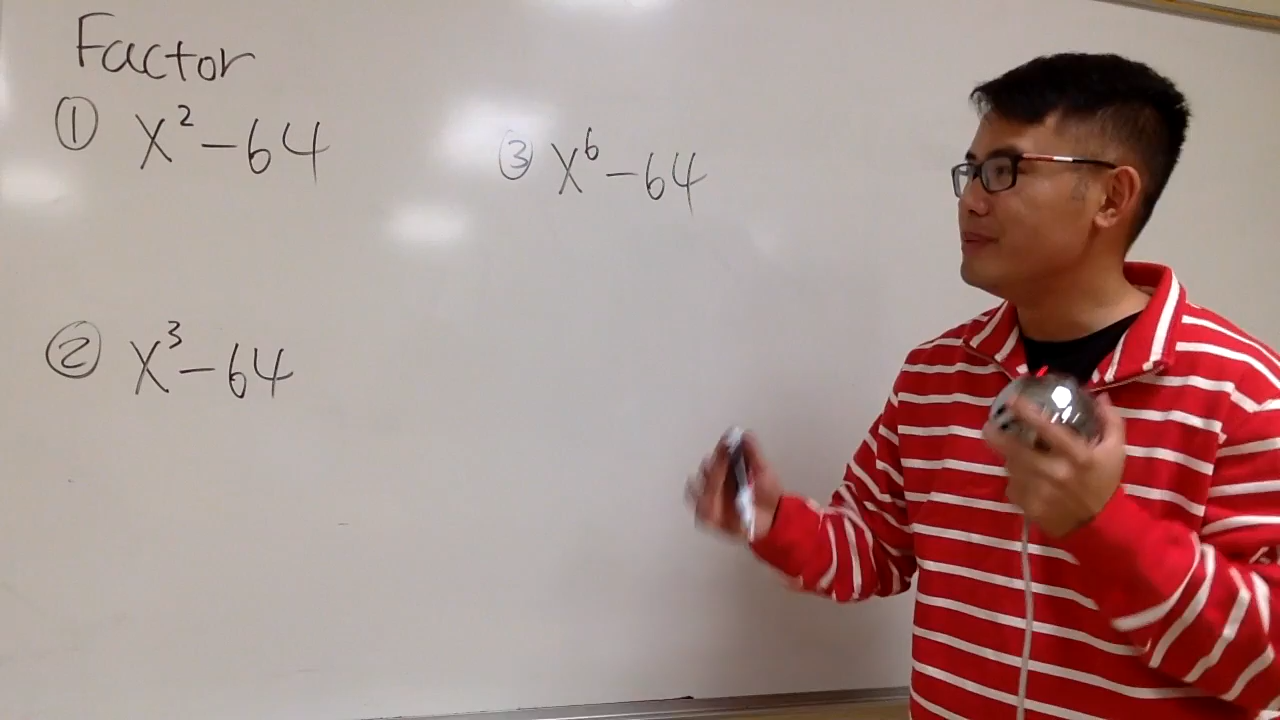 Factor
① x² - 64
② x³ - 64
③ x⁶ - 64